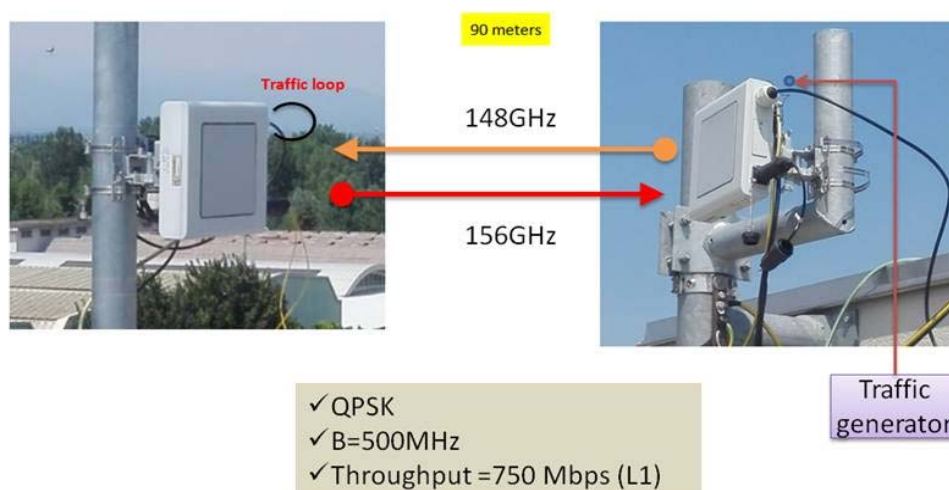 90 meters
Traffic loop
148GHz
156GHz
Traffic
generator
✓QPSK
✓B=500MHz
✓Throughput =750 Mbps (L1)